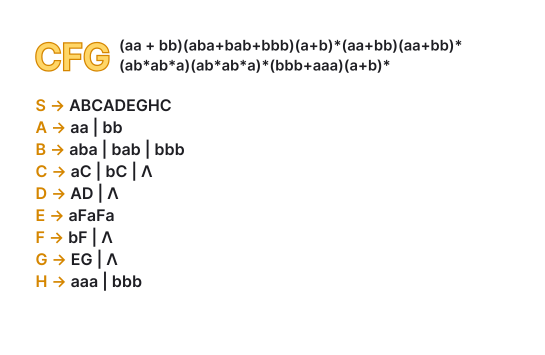 CFG (aa + bb)(aba+bab+bbb)(a+b)*(aa+bb)(aa+bb)*
(ab*ab*a)(ab*ab*a)*(bbb+aaa)(a+b)*
S → ABCADEGHC
A → aa | bb
B → aba | bab | bbb
C → aC | bC | Λ
D → AD | Λ
E → aFaFa
F → bF | Λ
G → EG | Λ
H → aaa | bbb